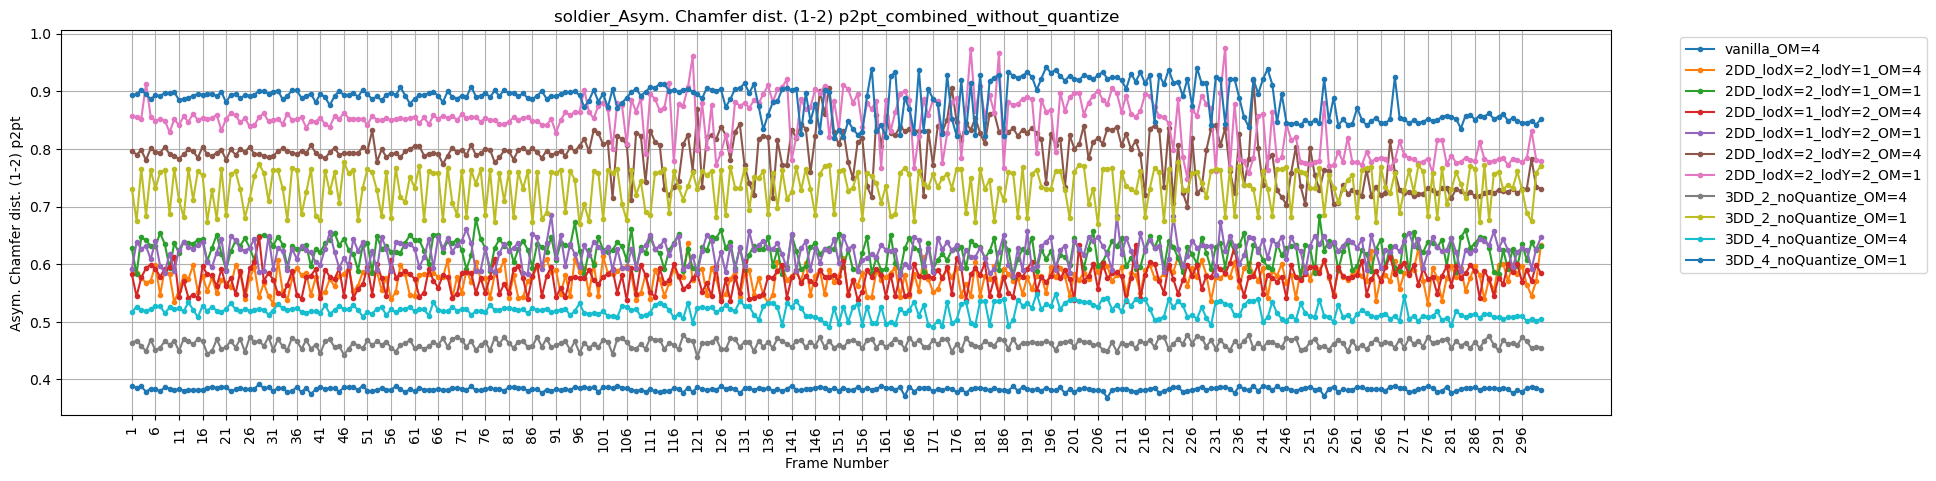 soldier_Asym. Chamfer dist. (1-2) p2pt_combined_without_quantize
Asym. Chamfer dist. (1-2) p2pt
1.0
0.9
0.8
0.7
0.6
0.5
0.4
1 6 11 16 21 26 31 36 41 46 51 56 61 66 71 76 81 86 91 96 101 106 111 116 121 126 131 136 141 146 151 156 161 166 171 176 181 186 191 196 201 206 211 216 221 226 231 236 241 246 251 256 261 266 271 276 281 286 291 296
Frame Number
vanilla_OM=4
2DD_lodX=2_lodY=1_OM=4
2DD_lodX=2_lodY=1_OM=1
2DD_lodX=1_lodY=2_OM=4
2DD_lodX=1_lodY=2_OM=1
2DD_lodX=2_lodY=2_OM=4
2DD_lodX=2_lodY=2_OM=1
3DD_2_noQuantize_OM=4
3DD_2_noQuantize_OM=1
3DD_4_noQuantize_OM=4
3DD_4_noQuantize_OM=1